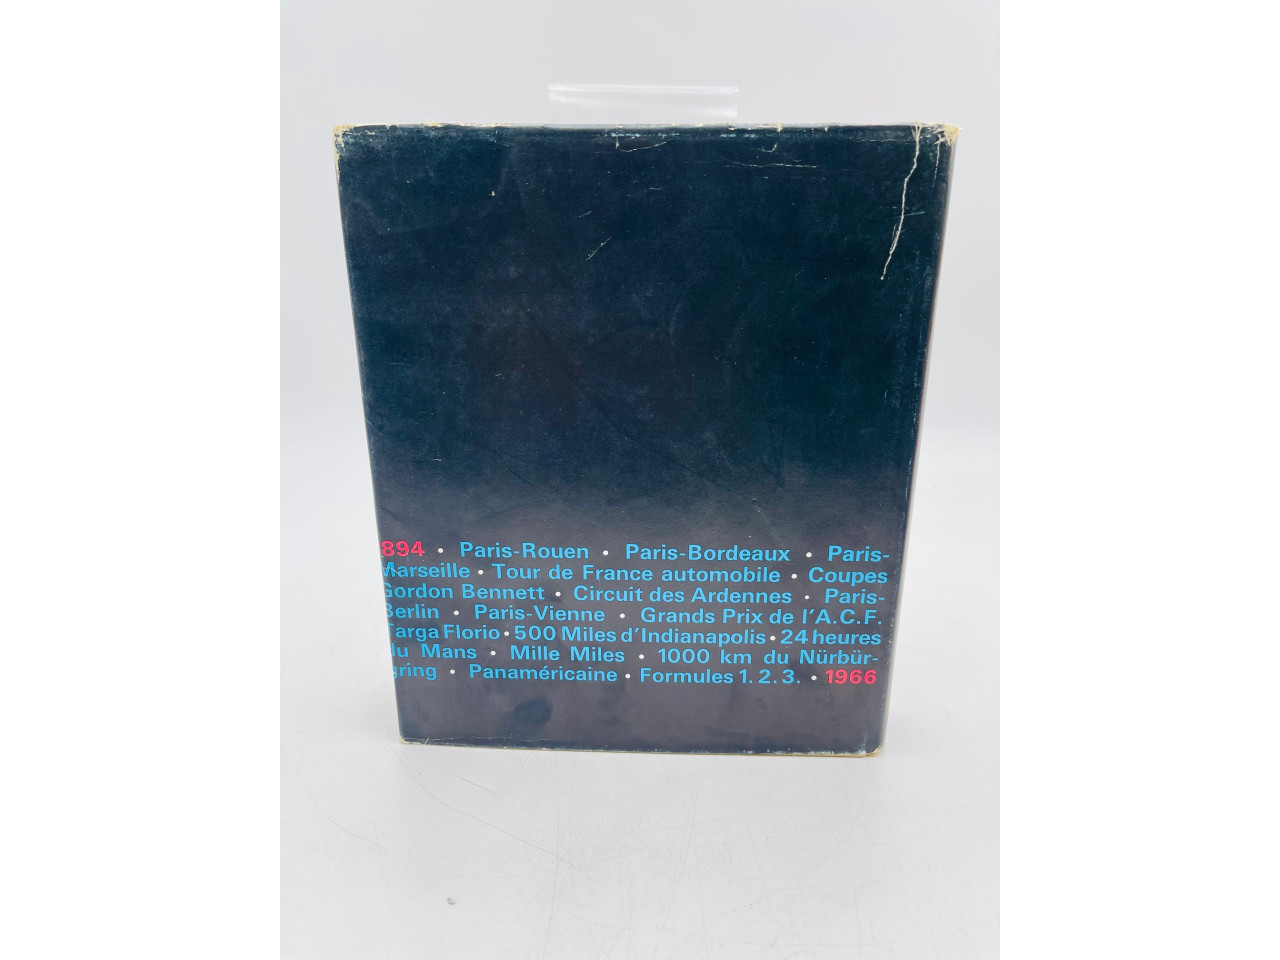 894 • Paris-Rouen • Paris-Bordeaux • Paris-
Marseille • Tour de France automobile • Coupes
Gordon Bennett • Circuit des Ardennes • Paris-
Berlin • Paris-Vienne • Grands Prix de l'A.C.F.
Targa Florio • 500 Miles d'Indianapolis • 24 heures
du Mans • Mille Miles • 1000 km du Nürbür-
gring • Panaméricaine • Formules 1. 2. 3. • 1966